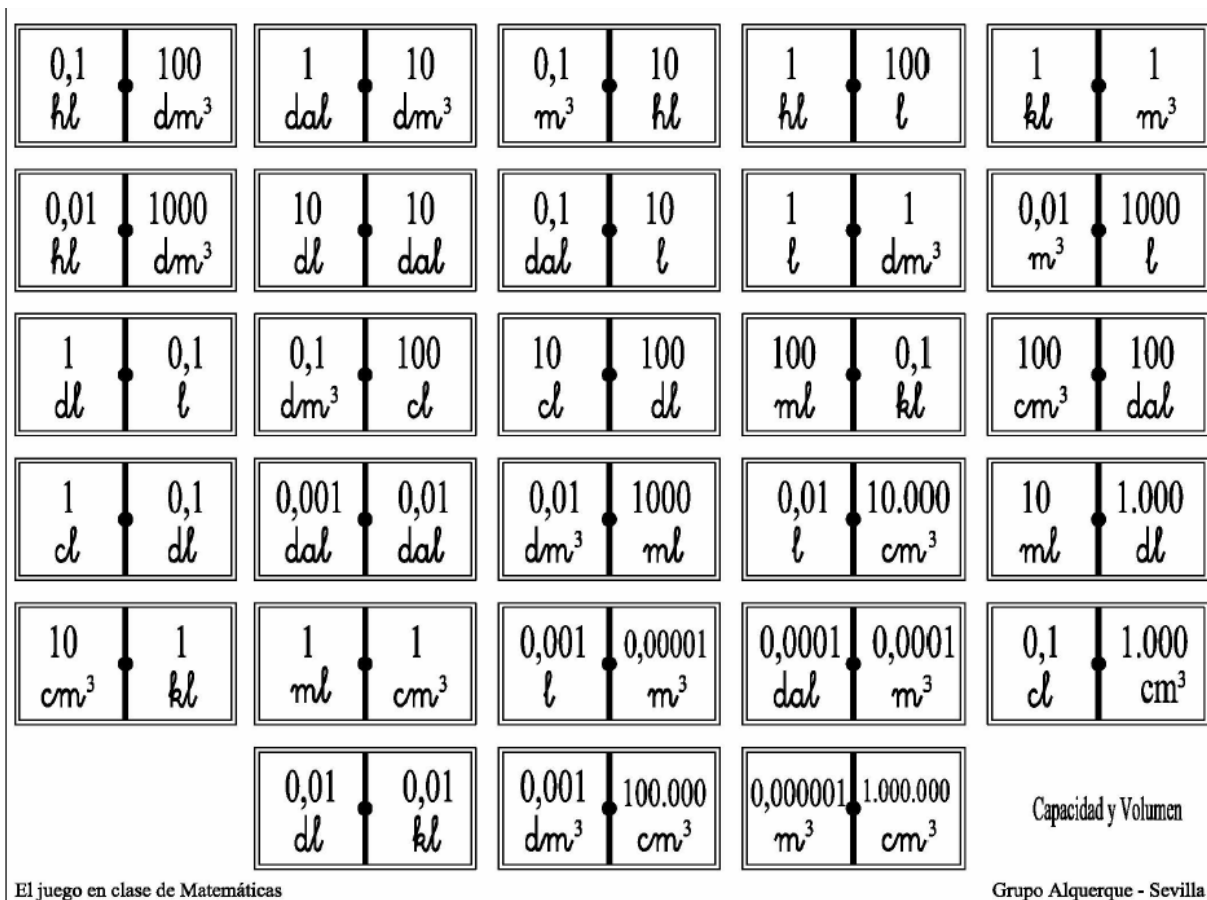 0,1 100 1 10 0,1 10 1 100 1 1
hl dm³ dal dm³ m³ hl hl l kl m³
0,01 1000 10 10 0,1 10 1 1 0,01 1000
hl dm³ dl dal dal l l dm³ m³ l
1 0,1 0,1 100 10 100 100 0,1 100 100
dl l dm³ cl cl dl ml kl cm³ dal
1 0,1 0,001 0,01 0,01 1000 0,01 10.000 10 1.000
cl dl dal dal dm³ ml l cm³ ml dl
10 1 1 1 0,001 0,00001 0,0001 0,0001 0,1 1.000
cm³ kl ml cm³ l m³ dal m³ cl cm³
0,01 0,01 0,001 100.000 0,000001 1.000.000
dl kl dm³ cm³ m³ cm³
Capacidad y Volumen
El juego en clase de Matemáticas
Grupo Alquerque - Sevilla